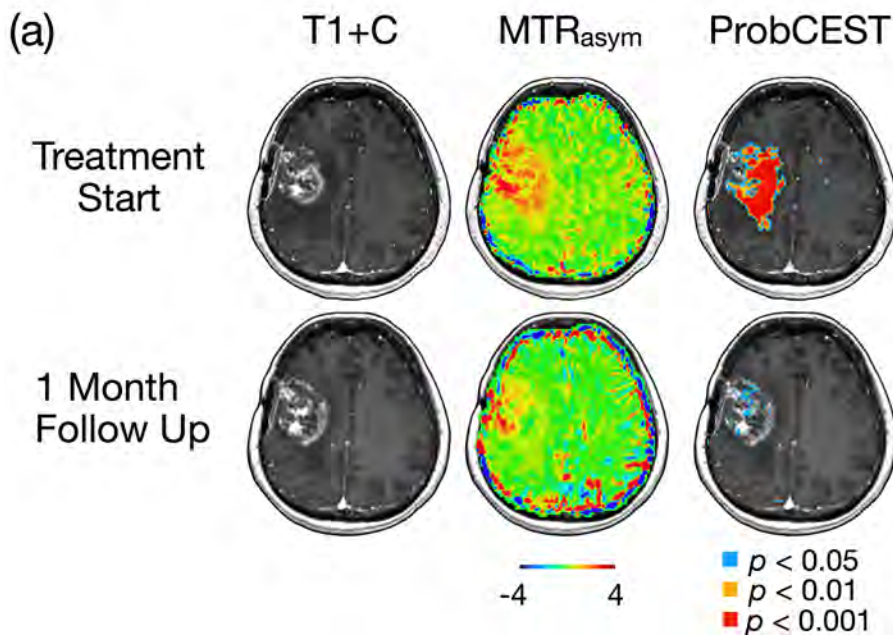 (a)
T1+C MTRasym ProbCEST
Treatment
Start
1 Month
Follow Up
-4 4
p < 0.05
p < 0.01
p < 0.001